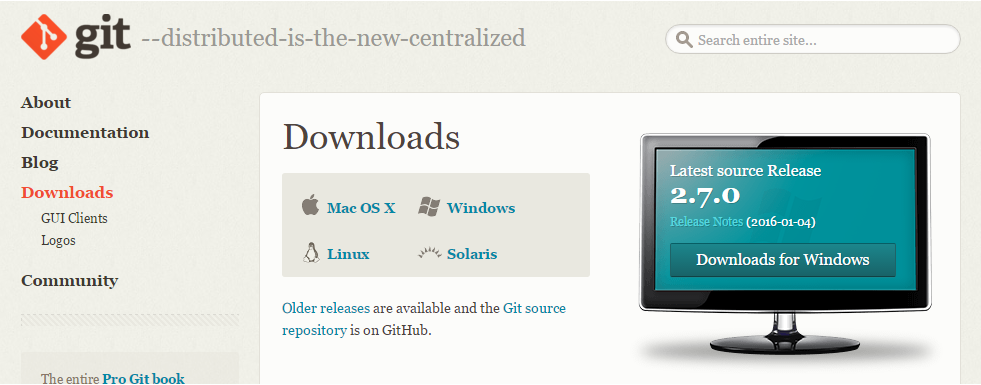 git --distributed-is-the-new-centralized
Search entire site...
About
Documentation
Blog
Downloads
GUI Clients
Logos
Community
The entire Pro Git book
Downloads
Mac OS X
Windows
Linux
Solaris
Older releases are available and the Git source
repository is on GitHub.
Latest source Release
2.7.0
Release Notes (2016-01-04)
Downloads for Windows